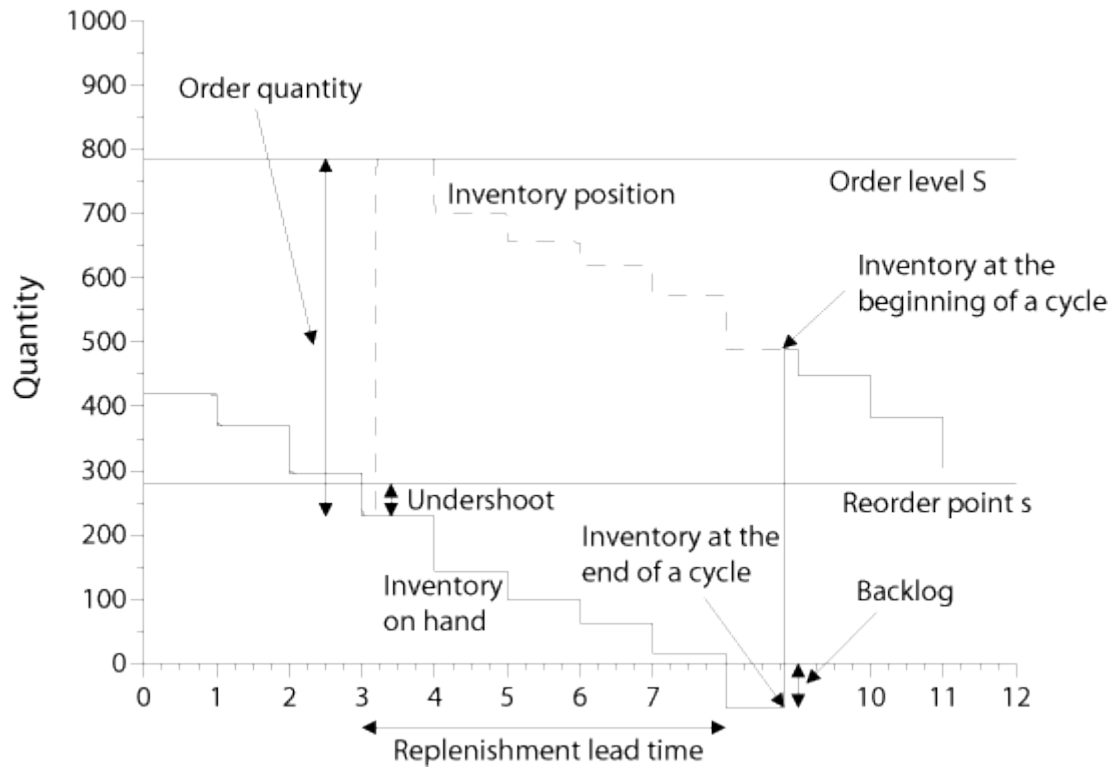 1000
900
Order quantity
800
Order level S
Inventory position
700
Inventory at the
beginning of a cycle
600
Quantity
500
400
300
Undershoot
Reorder point s
200
Inventory at the
end of a cycle
Inventory
on hand
Backlog
100
0
0 1 2 3 4 5 6 7 10 11 12
Replenishment lead time